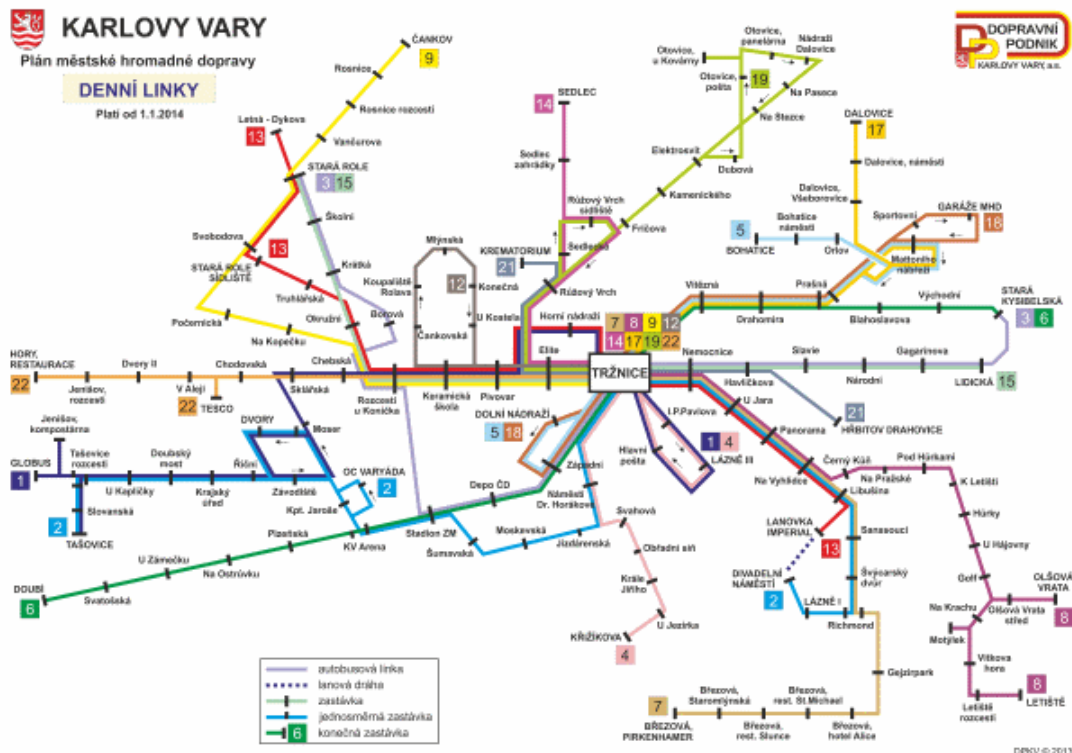 KARLOVY VARY
Plán městské hromadné dopravy
DENNÍ LINKY
Platí od 1.1.2014
DOPRAVNÍ
PODNIK
KARLOVY VARY, a.s.
ČANKOV
9
Rosnice
Rosnice rozcestí
Vančurova
Letná - Dykova
13
STARÁ ROLE
3 15
Školní
Krátká
Borová
Svobodova
13
STARÁ ROLE
SÍDLIŠTĚ
Truhlářská
Okružní
Počernická
Na Kopečku
Chebská
Mlýnská
Koupaliště
Rolava
12
Konečná
Čankovská
U Kostela
14
SEDLEC
Sedlec
zahrádky
Růžový Vrch
sídliště
KREMATORIUM
21
Sedlecká
Růžový Vrch
Fričova
Kamenického
Elektrosvit
Dubová
Na Stezce
Na Pasece
Otovice,
u Kovárny
Otovice,
panelárna
Nádraží
Dalovice
Otovice,
pošta
19
DALOVICE
17
Dalovice, náměstí
Dalovice,
Všeborovice
Sportovní
GARÁŽE MHD
18
5
BOHATICE
Bohatice
náměstí
Orlov
Mattoniho
nábřeží
Prašná
Vítězná
Drahomíra
Blahoslavova
Východní
STARÁ
KYSIBELSKÁ
3 6
Horní nádraží
Elite
7 8 9 12
14 17 19 22
TRŽNICE
Nemocnice
Slavie
Gagarinova
Havlíčkova
Národní
LIDICKÁ
15
21
HŘBITOV DRAHOVICE
HORY,
RESTAURACE
22
Jenišov,
rozcestí
Dvory II
V Aleji
22
TESCO
Chodovská
Sklářská
Rozcestí
u Koníčka
Keramická
škola
Pivovar
DOLNÍ NÁDRAŽÍ
5 18
I.P.Pavlova
Hlavní
pošta
1 4
LÁZNĚ III
U Jara
Panorama
Na Vyhlídce
Černý Kůň
Libušina
Na Pražské
Pod Hůrkami
K Letišti
Hůrky
U Hájovny
Golf
OLŠOVÁ
VRATA
8
Olšová Vrata
střed
Na Krachu
Motýlek
Vítkova
hora
Letiště
rozcestí
8
LETIŠTĚ
Jenišov,
kompostárna
GLOBUS
1
Tašovice
rozcestí
Slovanská
2
TAŠOVICE
U Kapličky
Doubský
most
Krajský
úřad
Říční
DVORY
Závodiště
Moser
OC VARYÁDA
2
Kpt. Jaroše
KV Arena
Stadion ZM
Depo ČD
Západní
Náměstí
Dr. Horákové
Šumavská
Moskevská
Jízdárenská
Svahová
Obřadní síň
Krále
Jiřího
U Jezírka
KŘIŽÍKOVA
4
Plzeňská
Na Ostrůvku
U Zámečku
Svatošská
DOUBÍ
6
LANOVKA
IMPERIAL
13
DIVADELNÍ
NÁMĚSTÍ
2
LÁZNĚ I
Sanssouci
Švýcarský
dvůr
Richmond
Gejzírpark
7
BŘEZOVÁ,
PIRKENHAMER
Březová,
Staromlýnská
Březová,
rest. Slunce
Březová,
rest. St.Michael
Březová,
hotel Alice
autobusová linka
lanová dráha
zastávka
jednosměrná zastávka
6 konečná zastávka
DPKV © 2013